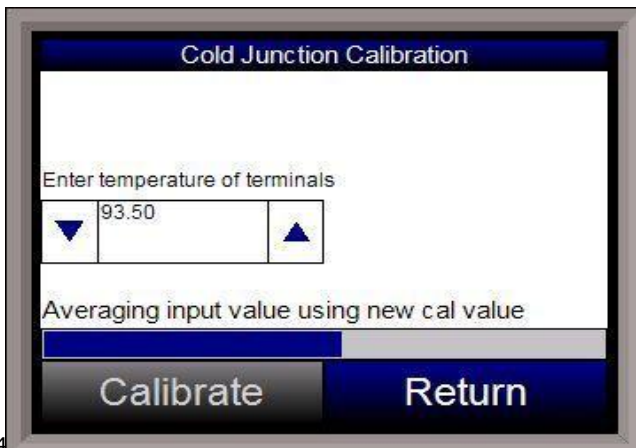 Cold Junction Calibration
Enter temperature of terminals
93.50
Averaging input value using new cal value
Calibrate Return